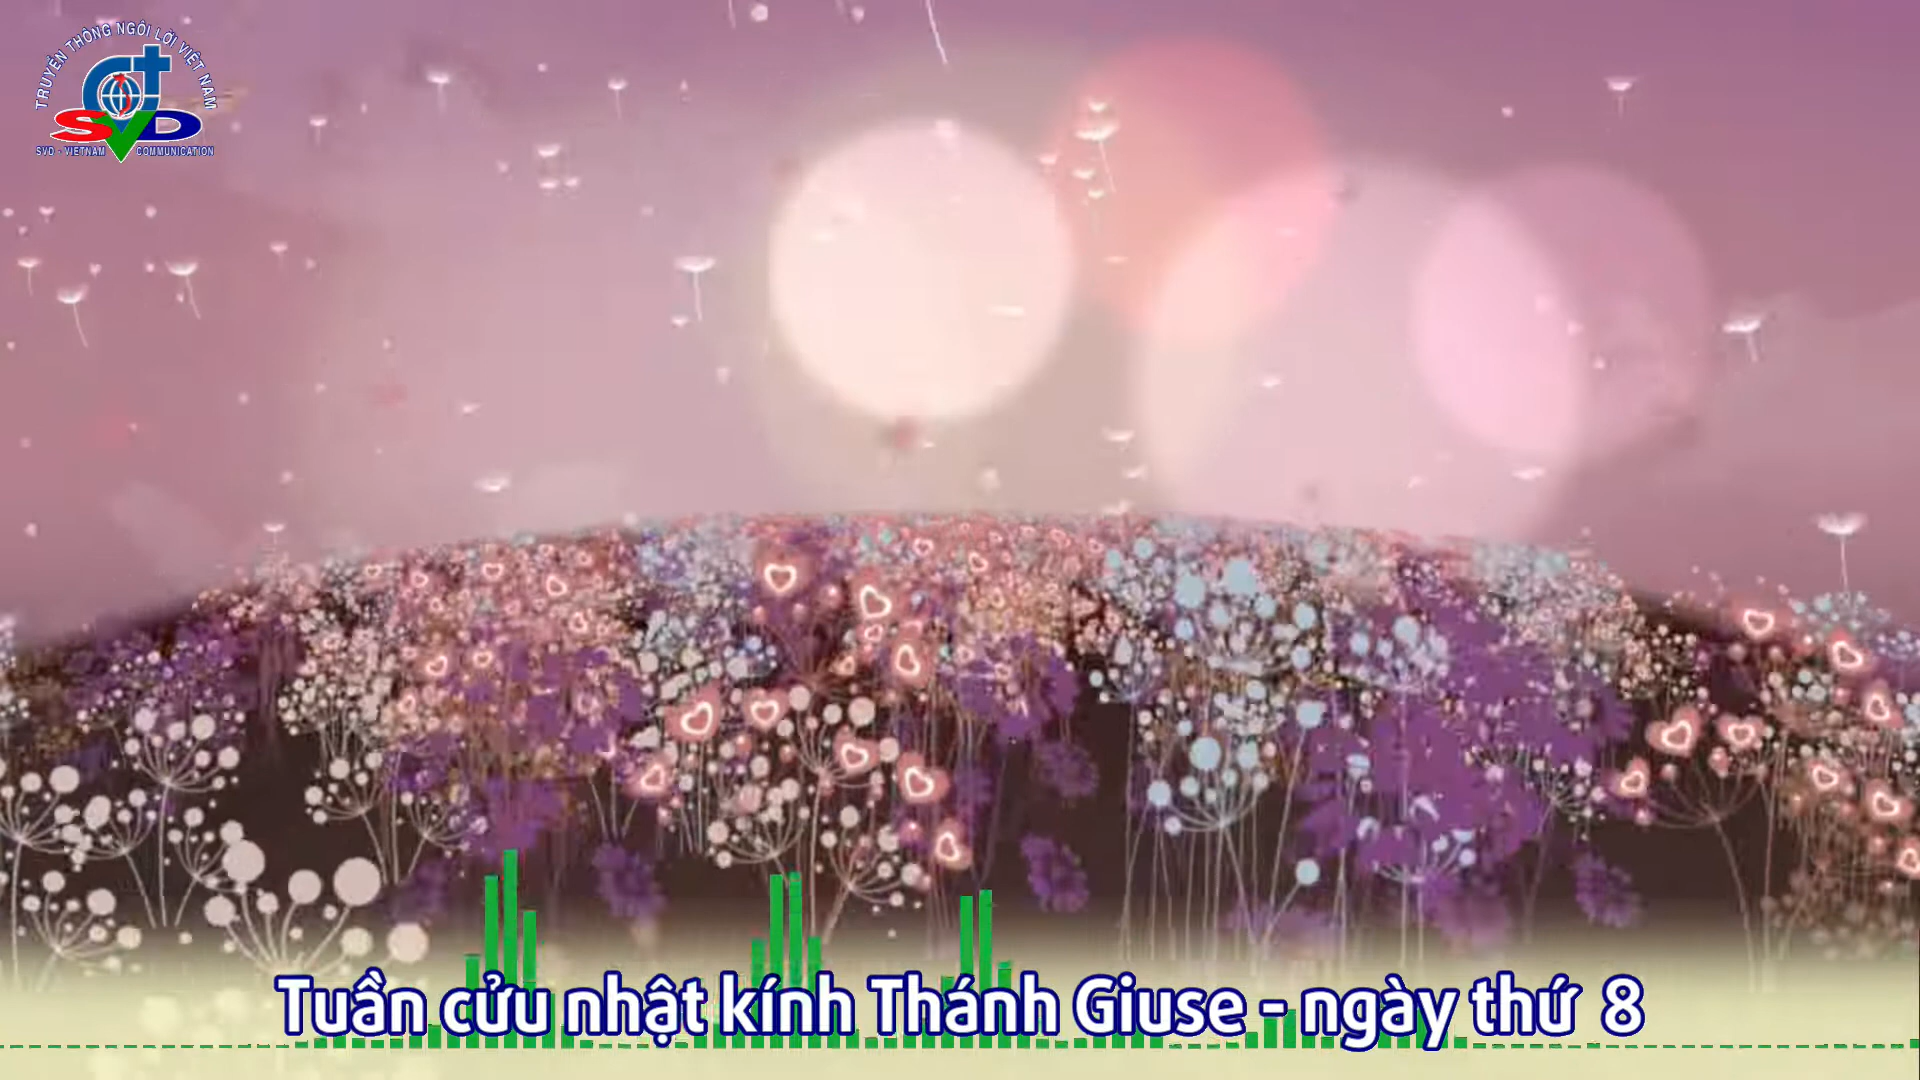 TRUYỀN THÔNG NGÔI LỜI VIỆT NAM
SVD
SVD - VIETNAM COMMUNICATION
Tuần cửu nhật kính Thánh Giuse - ngày thứ 8